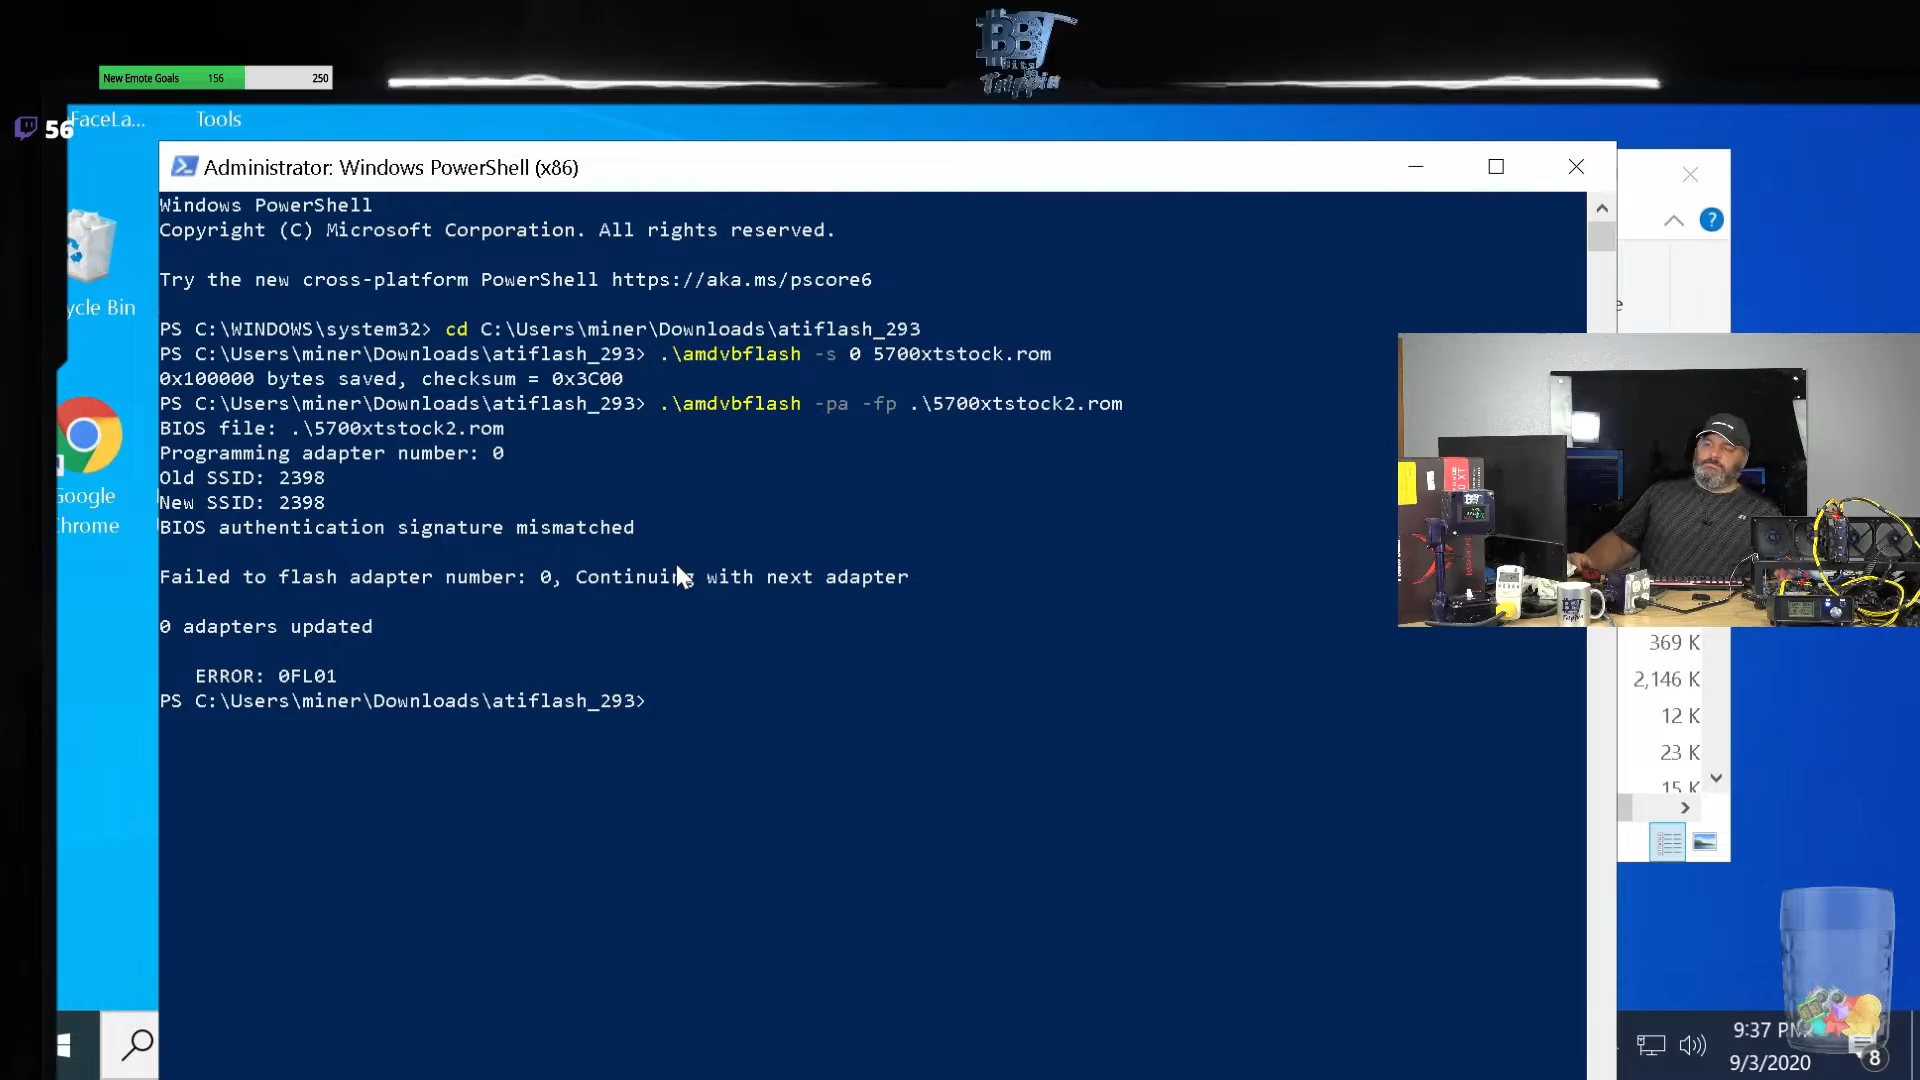 BBT
Bits
Trippin
New Emote Goals 156 250
56
FaceLa... Tools
Administrator: Windows PowerShell (x86)
Windows PowerShell
Copyright (C) Microsoft Corporation. All rights reserved.
Try the new cross-platform PowerShell https://aka.ms/pscore6
PS C:\WINDOWS\system32> cd C:\Users\miner\Downloads\atiflash_293
PS C:\Users\miner\Downloads\atiflash_293> .\amdvbflash -s 0 5700xtstock.rom
0x100000 bytes saved, checksum = 0x3C00
PS C:\Users\miner\Downloads\atiflash_293> .\amdvbflash -pa -fp .\5700xtstock2.rom
BIOS file: .\5700xtstock2.rom
Programming adapter number: 0
Old SSID: 2398
New SSID: 2398
BIOS authentication signature mismatched
Failed to flash adapter number: 0, Continuing with next adapter
0 adapters updated
ERROR: 0FL01
PS C:\Users\miner\Downloads\atiflash_293>
ycle Bin
Google
Chrome
369 K
2,146 K
12 K
23 K
15 K
9:37 PM
9/3/2020
8